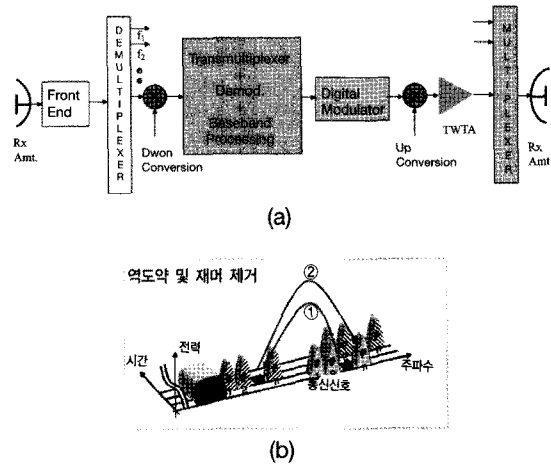 DEMULTIPLEXER
f1
f2
Front
End
Rx
Amt.
Dwon
Conversion
Transmultiplexer
+
Demod
+
Baseband
Processing
Digital
Modulator
Up
Conversion
TWTA
MULTIPLEXER
Rx
Amt.
(a)
역도약 및 재머 제거
②
①
전력
시간
주파수
통신신호
(b)